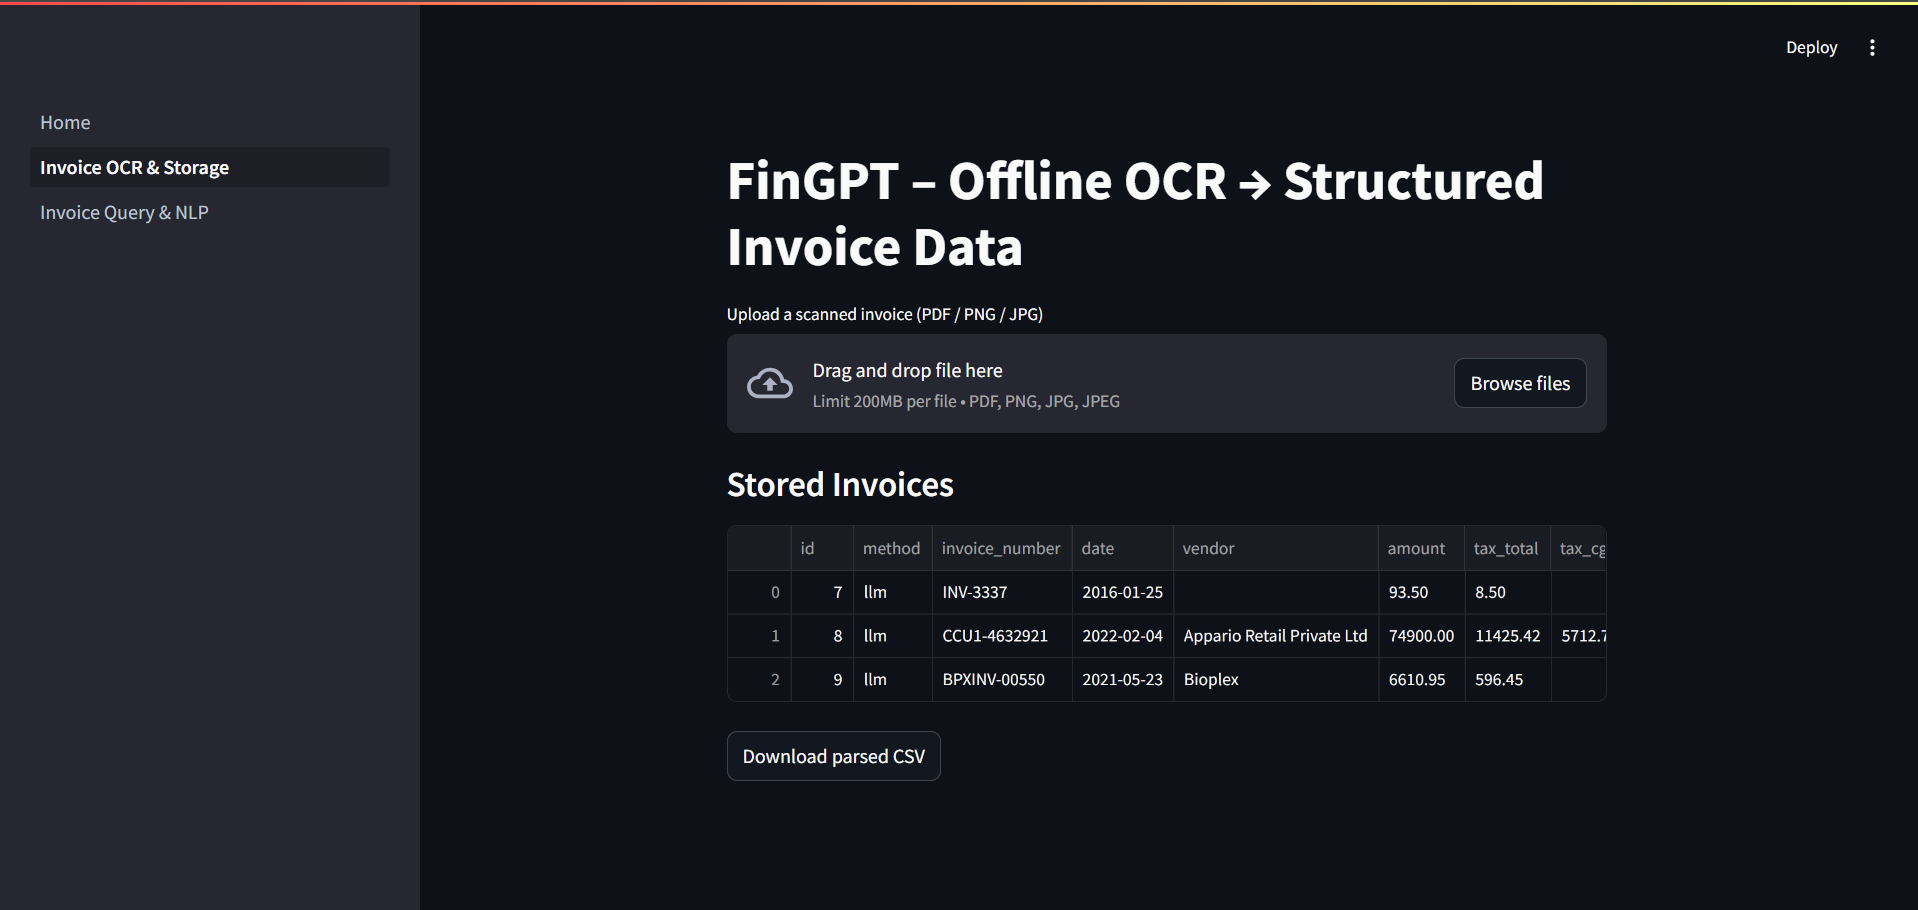 Deploy
Home
Invoice OCR & Storage
Invoice Query & NLP
FinGPT – Offline OCR → Structured
Invoice Data
Upload a scanned invoice (PDF / PNG / JPG)
Drag and drop file here
Limit 200MB per file • PDF, PNG, JPG, JPEG
Browse files
Stored Invoices
id method invoice_number date vendor amount tax_total tax_cg
0 7 llm INV-3337 2016-01-25 93.50 8.50
1 8 llm CCU1-4632921 2022-02-04 Appario Retail Private Ltd 74900.00 11425.42 5712.7
2 9 llm BPXINV-00550 2021-05-23 Bioplex 6610.95 596.45
Download parsed CSV